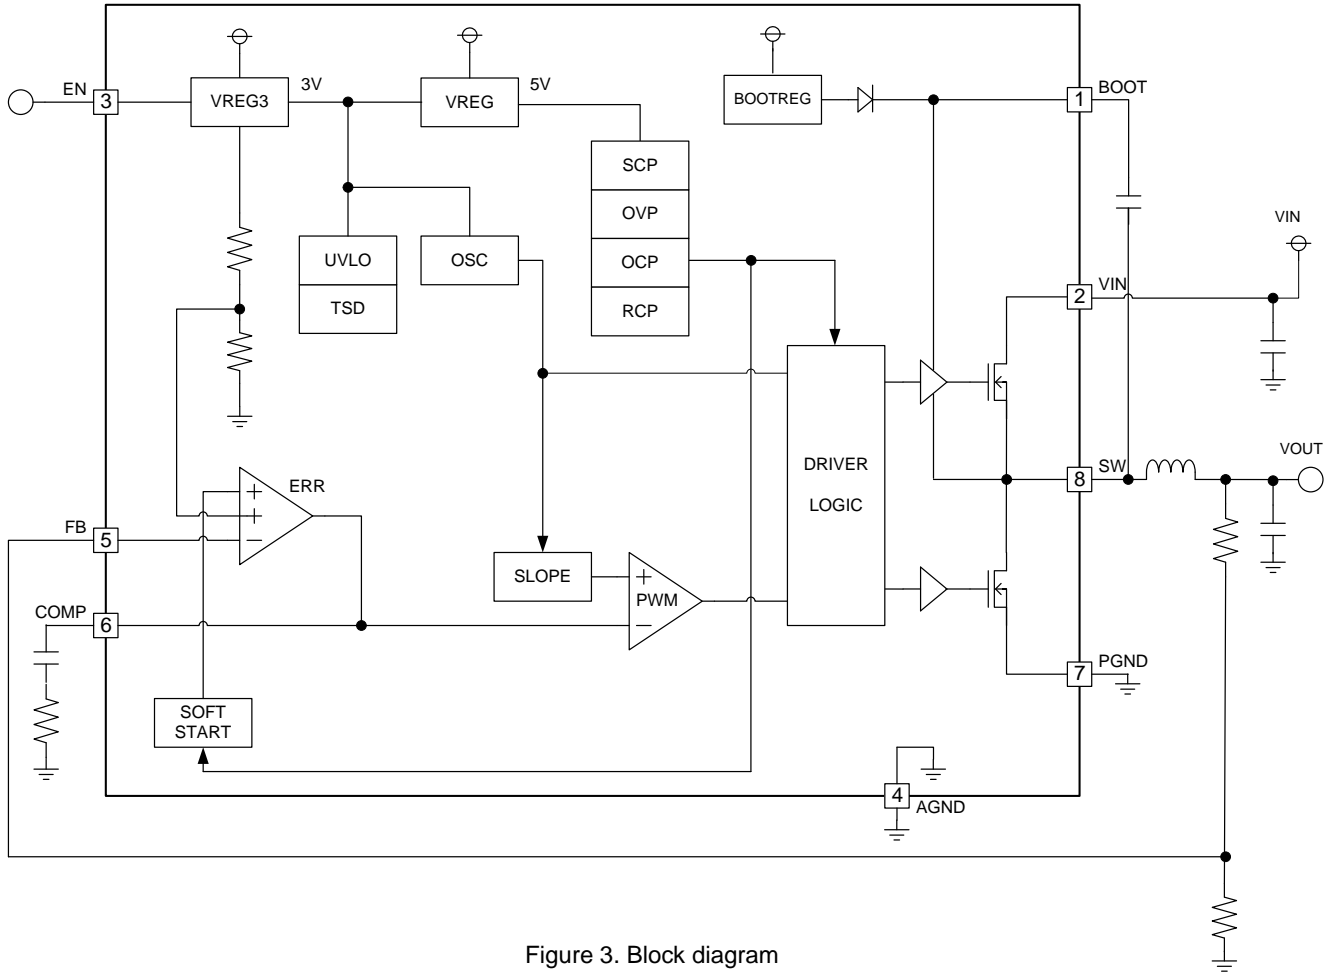 EN
3
VREG3
3V
VREG
5V
BOOTREG
1
BOOT
SCP
OVP
OCP
RCP
UVLO
TSD
OSC
VIN
2
VIN
DRIVER
LOGIC
8
SW
VOUT
ERR
+
+
−
FB
5
SLOPE
+
PWM
−
COMP
6
7
PGND
SOFT
START
4
AGND
Figure 3. Block diagram